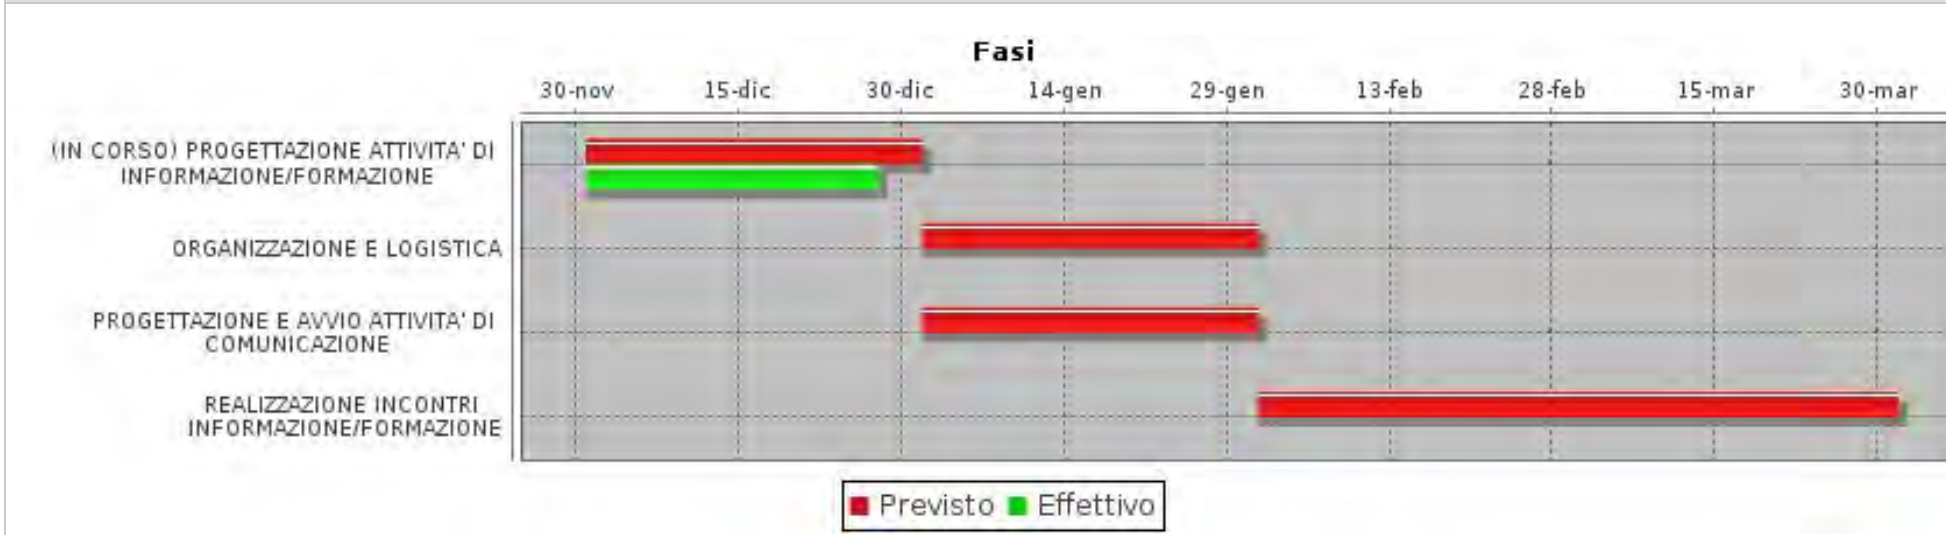 Fasi
30-nov 15-dic 30-dic 14-gen 29-gen 13-feb 28-feb 15-mar 30-mar
(IN CORSO) PROGETTAZIONE ATTIVITA' DI
INFORMAZIONE/FORMAZIONE
ORGANIZZAZIONE E LOGISTICA
PROGETTAZIONE E AVVIO ATTIVITA' DI
COMUNICAZIONE
REALIZZAZIONE INCONTRI
INFORMAZIONE/FORMAZIONE
Previsto Effettivo